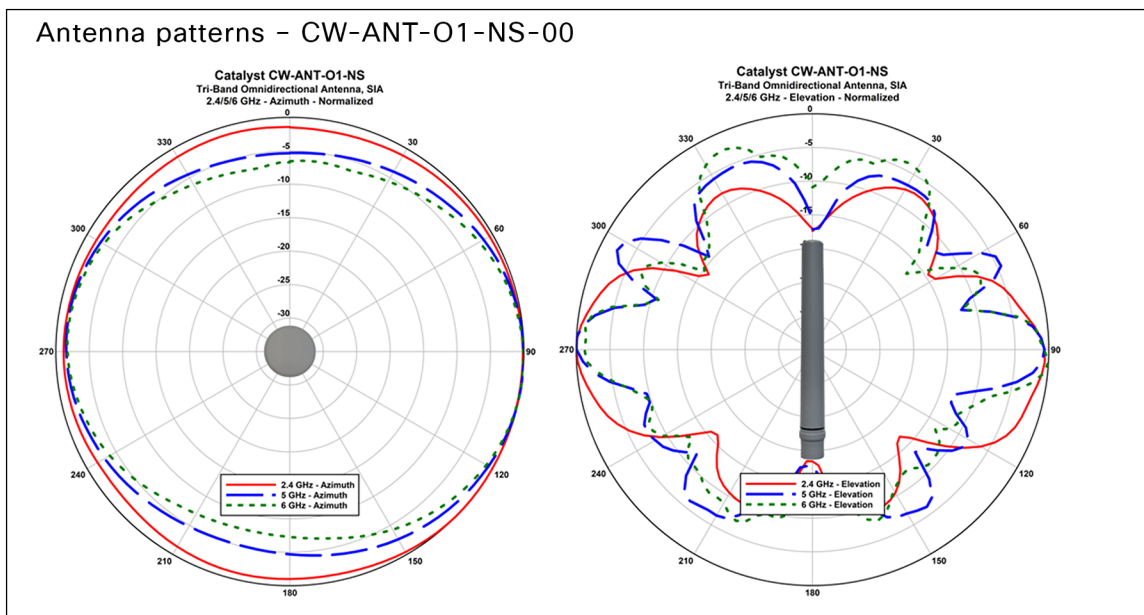 Antenna patterns – CW-ANT-O1-NS-00
Catalyst CW-ANT-O1-NS
Tri-Band Omnidirectional Antenna, SIA
2.4/5/6 GHz - Azimuth - Normalized
0
330
30
-5
-10
-15
-20
-25
-30
300
60
270
90
240
120
210
150
180
2.4 GHz - Azimuth
5 GHz - Azimuth
6 GHz - Azimuth
Catalyst CW-ANT-O1-NS
Tri-Band Omnidirectional Antenna, SIA
2.4/5/6 GHz - Elevation - Normalized
0
330
30
-5
-10
-15
300
60
270
90
240
120
210
150
180
2.4 GHz - Elevation
5 GHz - Elevation
6 GHz - Elevation